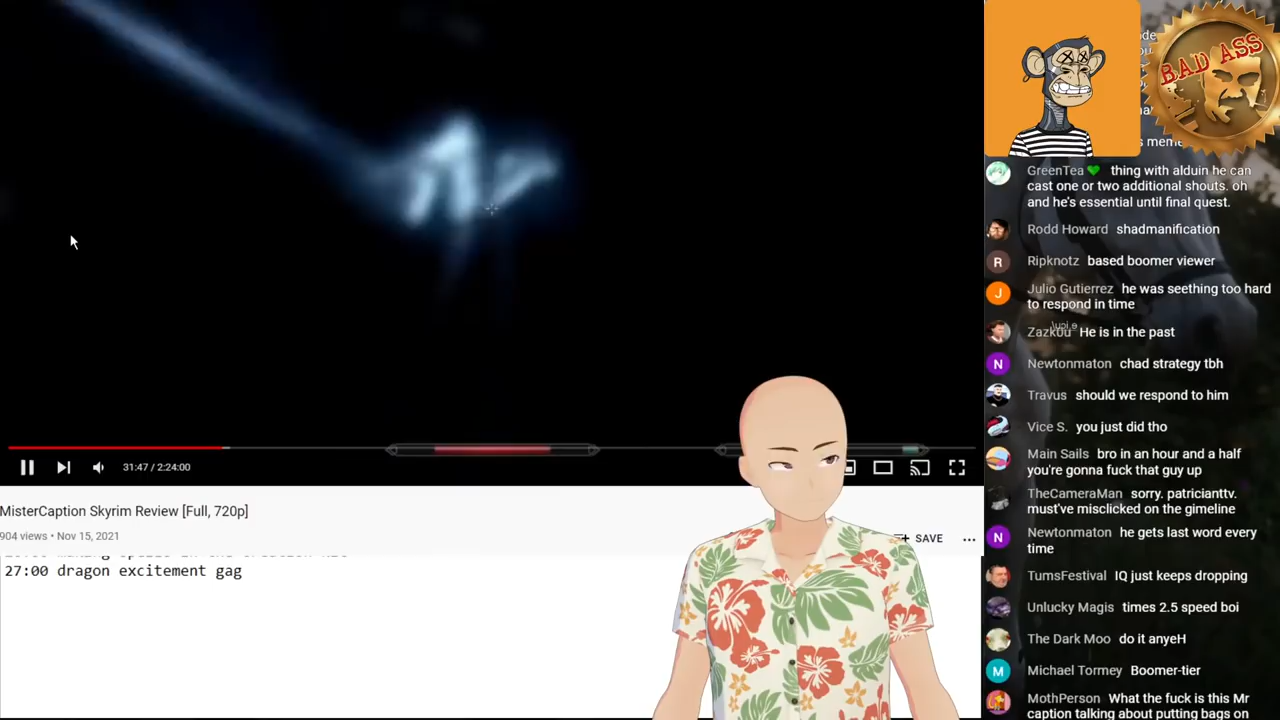 31:47 / 2:24:00
MisterCaption Skyrim Review [Full, 720p]
904 views • Nov 15, 2021
SAVE
27:00 dragon excitement gag
BAD ASS
GreenTea💚 thing with alduin he can
cast one or two additional shouts. oh
and he's essential until final quest.
Rodd Howard shadmanification
Ripknotz based boomer viewer
Julio Gutierrez he was seething too hard
to respond in time
Zazkou He is in the past
Newtonmaton chad strategy tbh
Travus should we respond to him
Vice S. you just did tho
Main Sails bro in an hour and a half
you're gonna fuck that guy up
TheCameraMan sorry. patricianttv.
must've misclicked on the gimeline
Newtonmaton he gets last word every
time
TumsFestival IQ just keeps dropping
Unlucky Magis times 2.5 speed boi
The Dark Moo do it anyeH
Michael Tormey Boomer-tier
MothPerson What the fuck is this Mr
caption talking about putting bags on